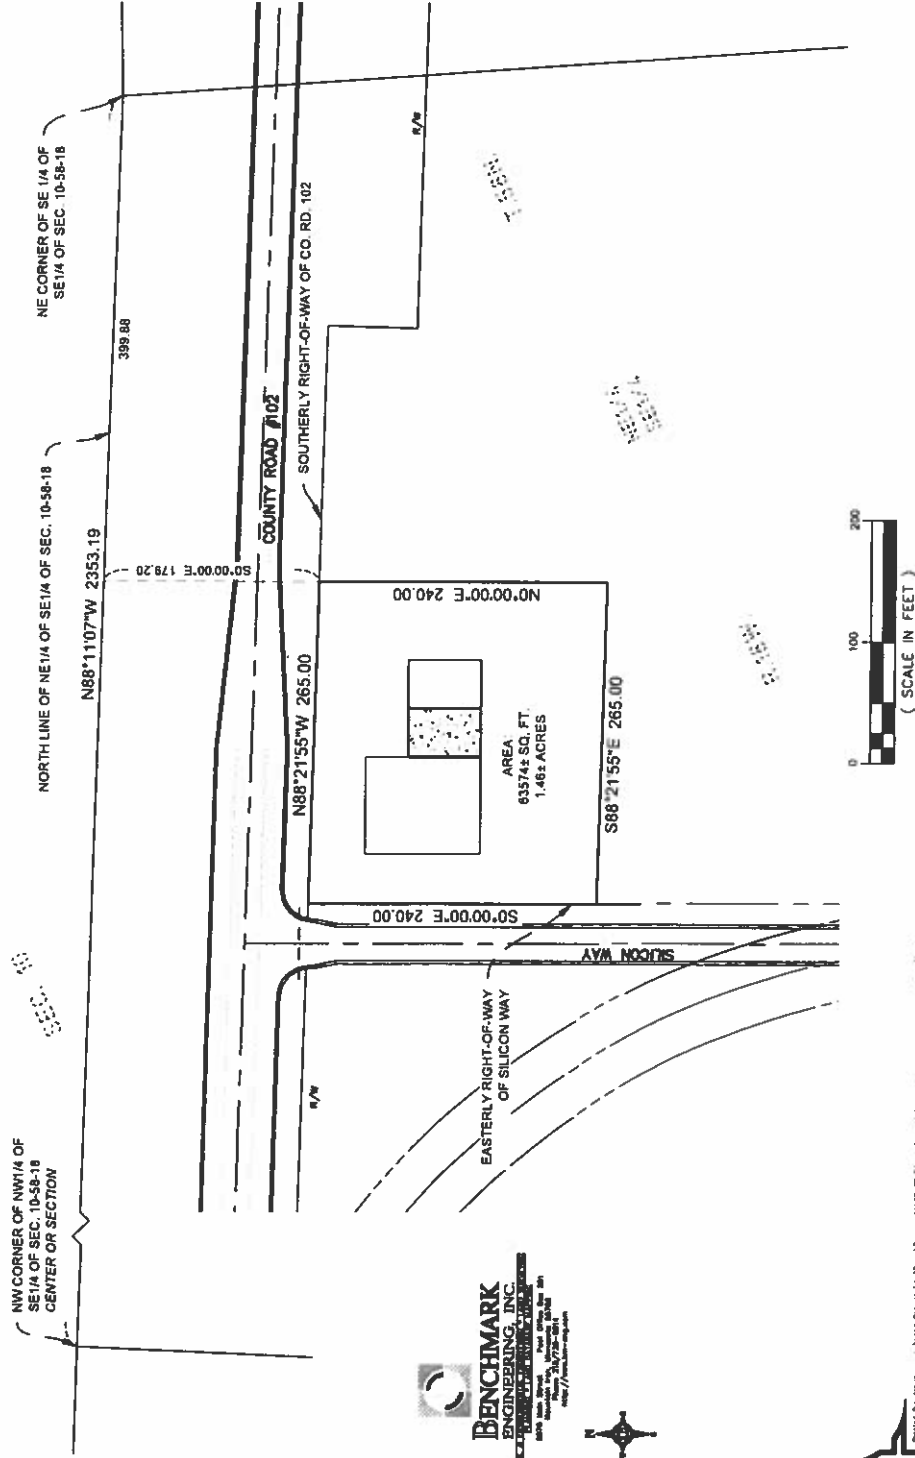 NW CORNER OF NW1/4 OF
SE1/4 OF SEC. 10-58-18
CENTER OR SECTION
NORTH LINE OF NE1/4 OF SE1/4 OF SEC. 10-58-18
NE CORNER OF SE 1/4 OF
SE1/4 OF SEC. 10-58-18
N88°11'07"W 2353.19
399.88
S0°00'00"E 179.20
COUNTY ROAD #102
SOUTHERLY RIGHT-OF-WAY OF CO. RD. 102
R/W
R/W
N88°21'55"W 265.00
S0°00'00"E 240.00
N0°00'00"E 240.00
AREA:
63574± SQ. FT.
1.46± ACRES
S88°21'55"E 265.00
SILICON WAY
EASTERLY RIGHT-OF-WAY
OF SILICON WAY
BENCHMARK
ENGINEERING, INC.
N
0 100 200
( SCALE IN FEET )